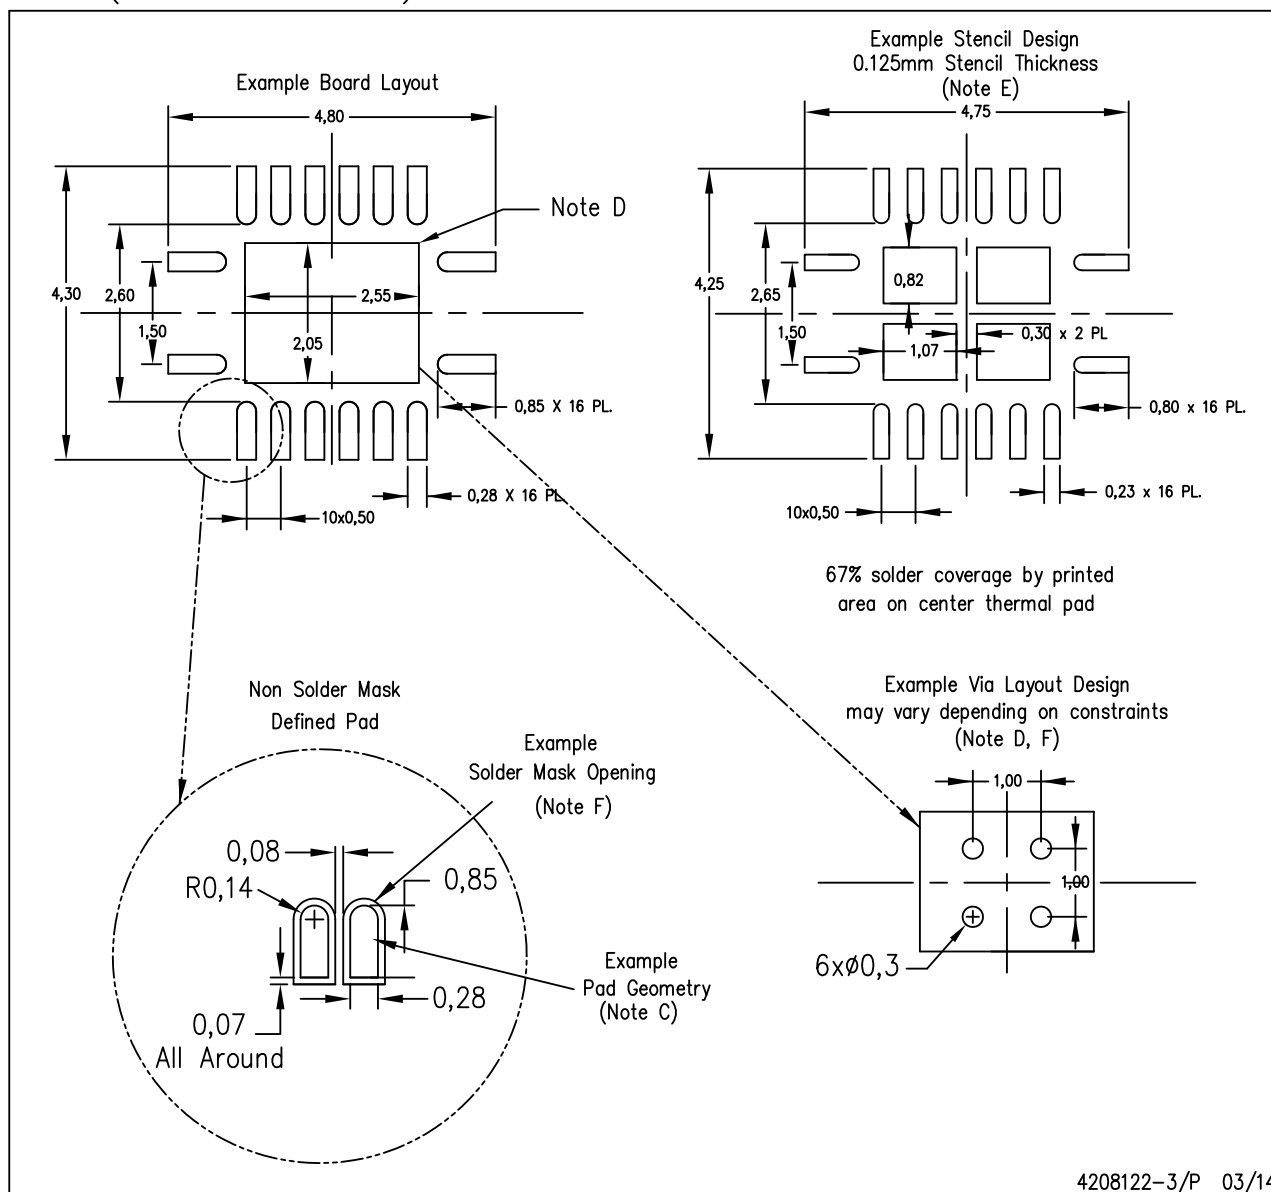 Example Board Layout
4,80
Note D
4,30
2,60
1,50
2,55
2,05
0,85 X 16 PL.
0,28 X 16 PL
10x0,50
Example Stencil Design
0.125mm Stencil Thickness
(Note E)
4,75
4,25
2,65
1,50
0,82
0,30 x 2 PL
1,07
0,80 x 16 PL.
0,23 x 16 PL.
10x0,50
67% solder coverage by printed
area on center thermal pad
Non Solder Mask
Defined Pad
Example
Solder Mask Opening
(Note F)
0,08
R0,14
0,85
0,28
0,07
All Around
Example
Pad Geometry
(Note C)
Example Via Layout Design
may vary depending on constraints
(Note D, F)
1,00
1,00
6xø0,3
4208122-3/P 03/14